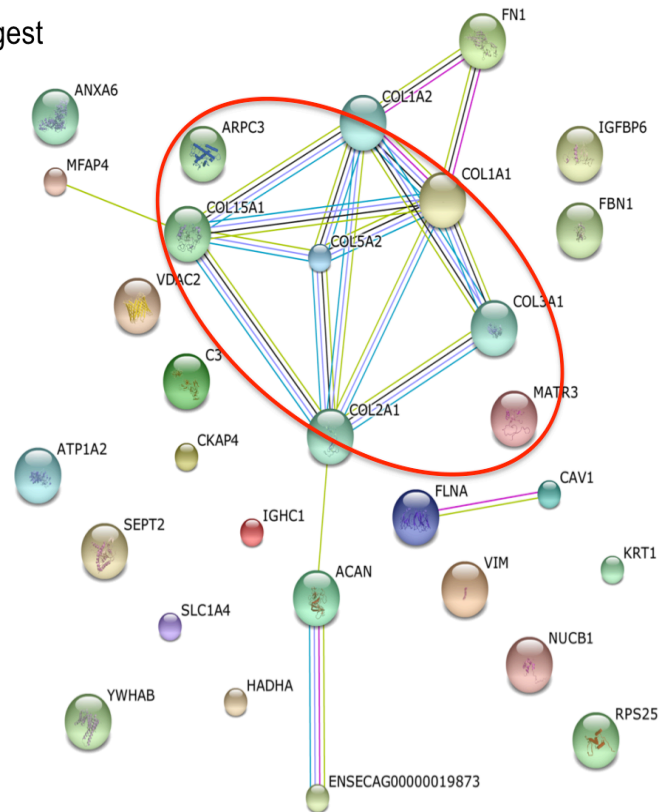 gest
FN1
ANXA6
COL1A2
ARPC3
IGFBP6
MFAP4
COL1A1
COL15A1
FBN1
COL5A2
VDAC2
COL3A1
C3
MATR3
COL2A1
CKAP4
ATP1A2
CAV1
FLNA
IGHC1
SEPT2
KRT1
ACAN
VIM
SLC1A4
NUCB1
HADHA
YWHAB
RPS25
ENSECAG00000019873